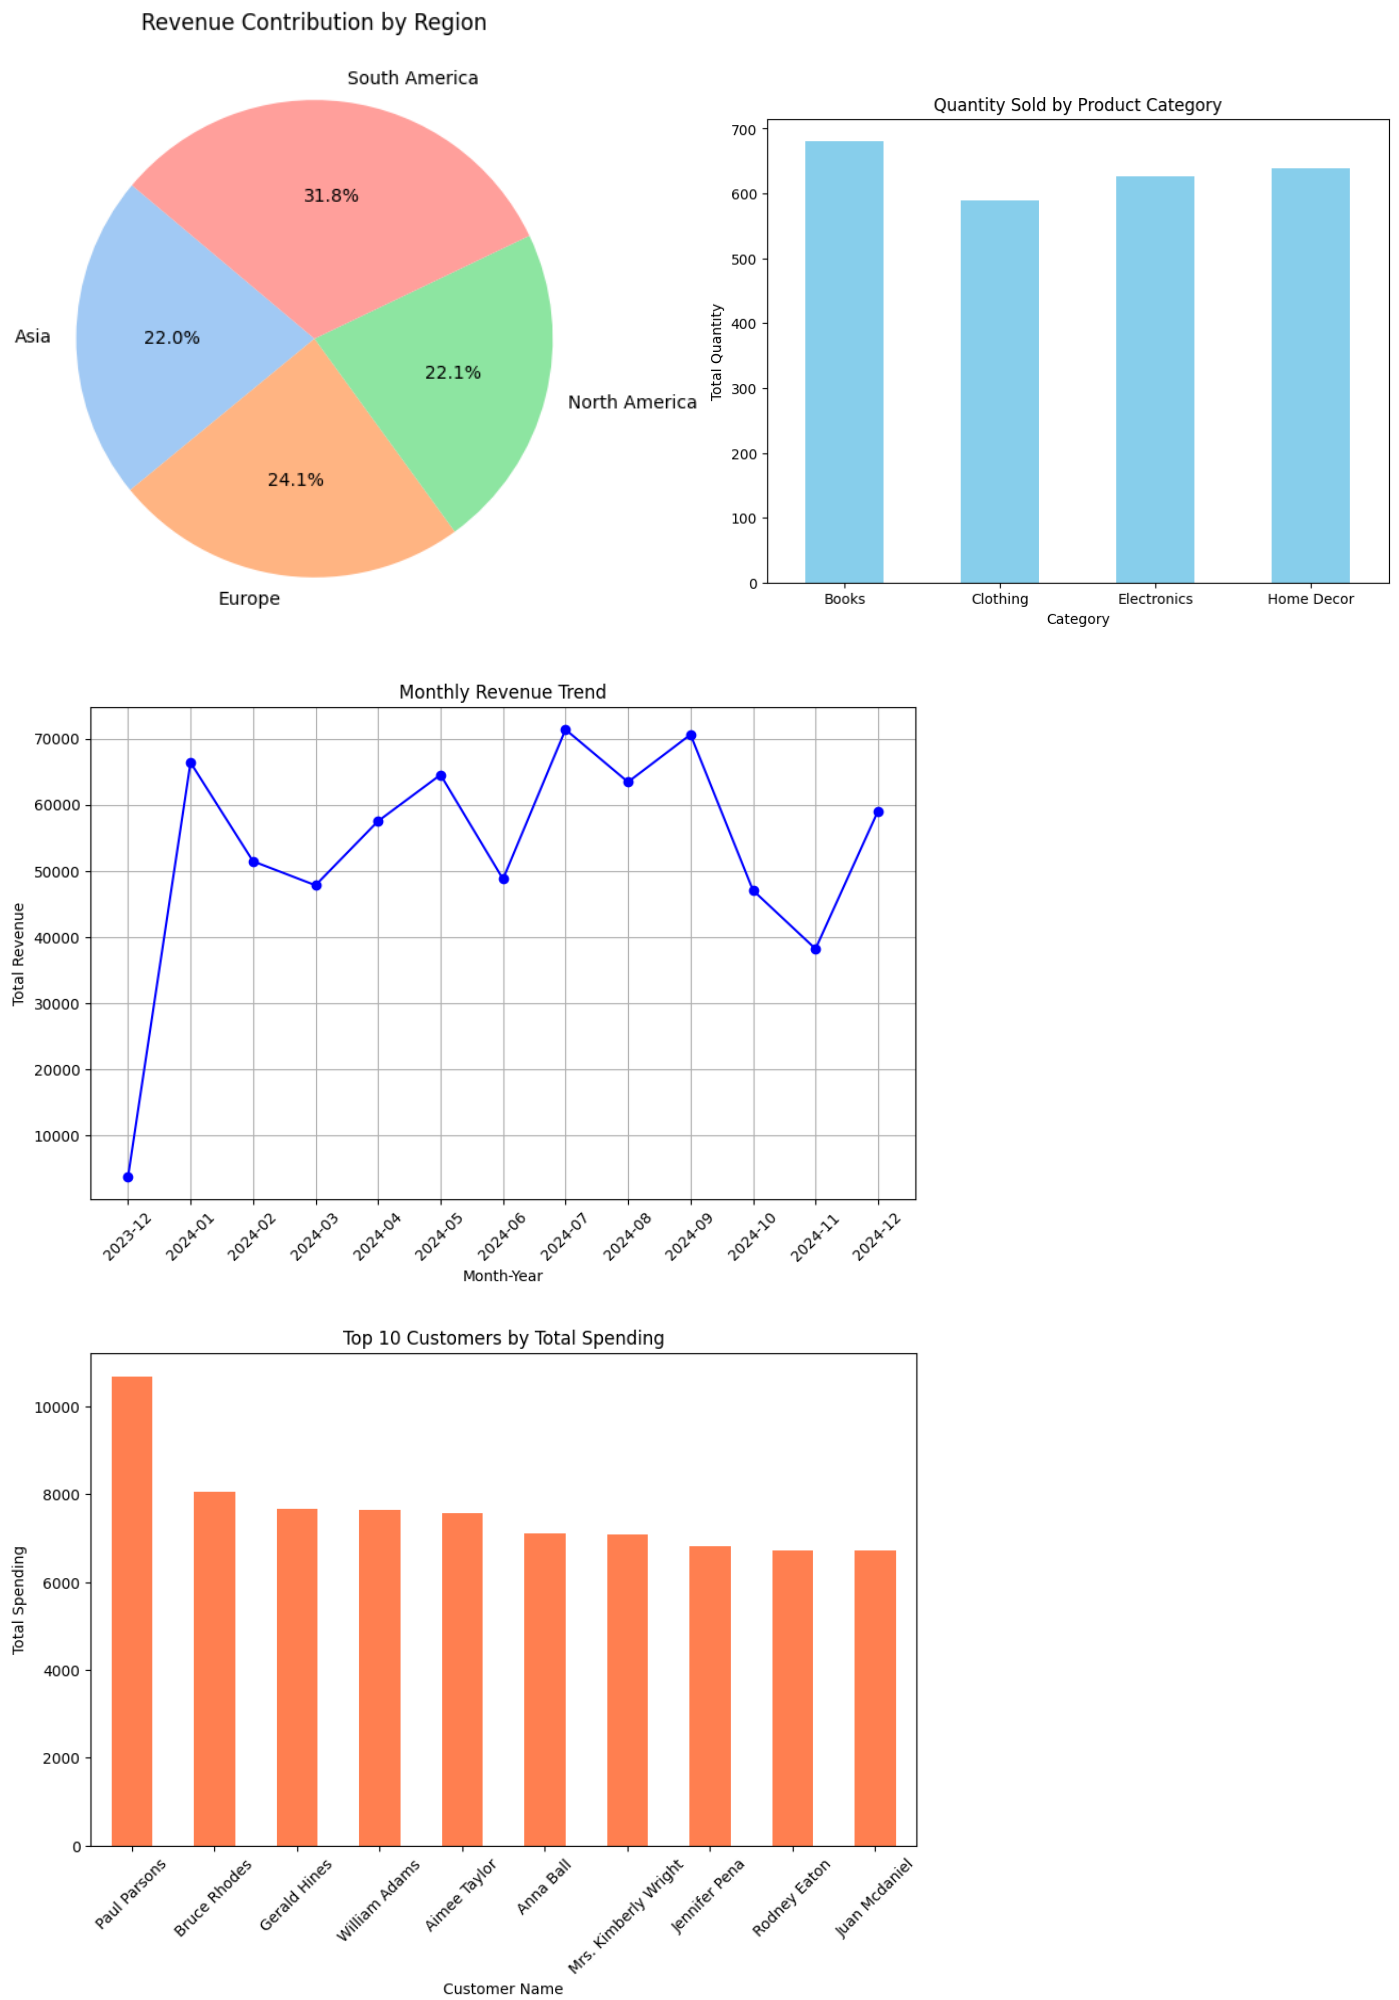 Revenue Contribution by Region
South America
31.8%
Asia
22.0%
22.1%
North America
24.1%
Europe
Quantity Sold by Product Category
700
600
500
400
300
200
100
0
Total Quantity
Books
Clothing
Electronics
Home Decor
Category
Monthly Revenue Trend
70000
60000
50000
40000
30000
20000
10000
Total Revenue
2023-12
2024-01
2024-02
2024-03
2024-04
2024-05
2024-06
2024-07
2024-08
2024-09
2024-10
2024-11
2024-12
Month-Year
Top 10 Customers by Total Spending
10000
8000
6000
4000
2000
0
Total Spending
Paul Parsons
Bruce Rhodes
Gerald Hines
William Adams
Aimee Taylor
Anna Ball
Mrs. Kimberly Wright
Jennifer Pena
Rodney Eaton
Juan Mcdaniel
Customer Name